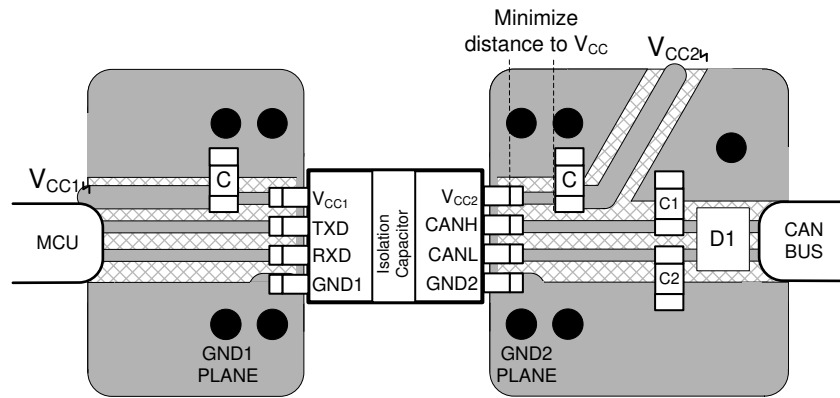 Minimize
distance to VCC
VCC2
VCC1
C
C
VCC1
TXD
RXD
GND1
Isolation
Capacitor
VCC2
CANH
CANL
GND2
MCU
C1
C2
D1
CAN
BUS
GND1
PLANE
GND2
PLANE